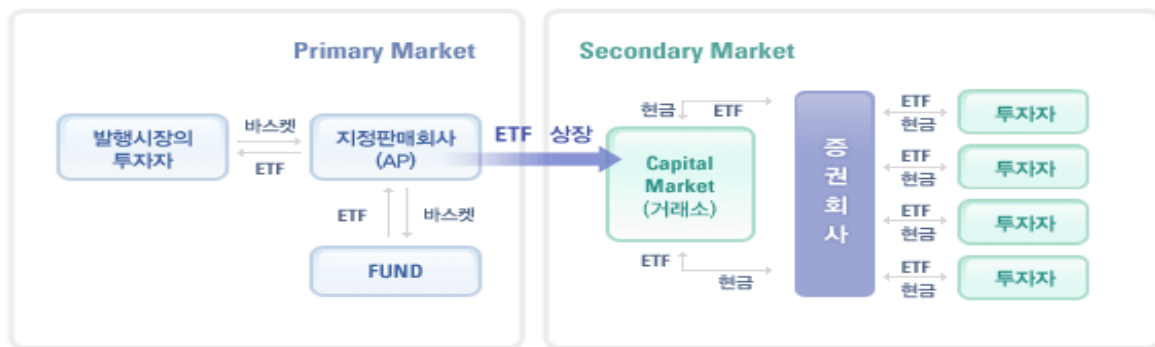 Primary Market
발행시장의
투자자
바스켓
ETF
지정판매회사
(AP)
ETF
바스켓
FUND
ETF 상장
Secondary Market
현금
ETF
Capital
Market
(거래소)
ETF
현금
증
권
회
사
ETF
현금
투자자
ETF
현금
투자자
ETF
현금
투자자
ETF
현금
투자자